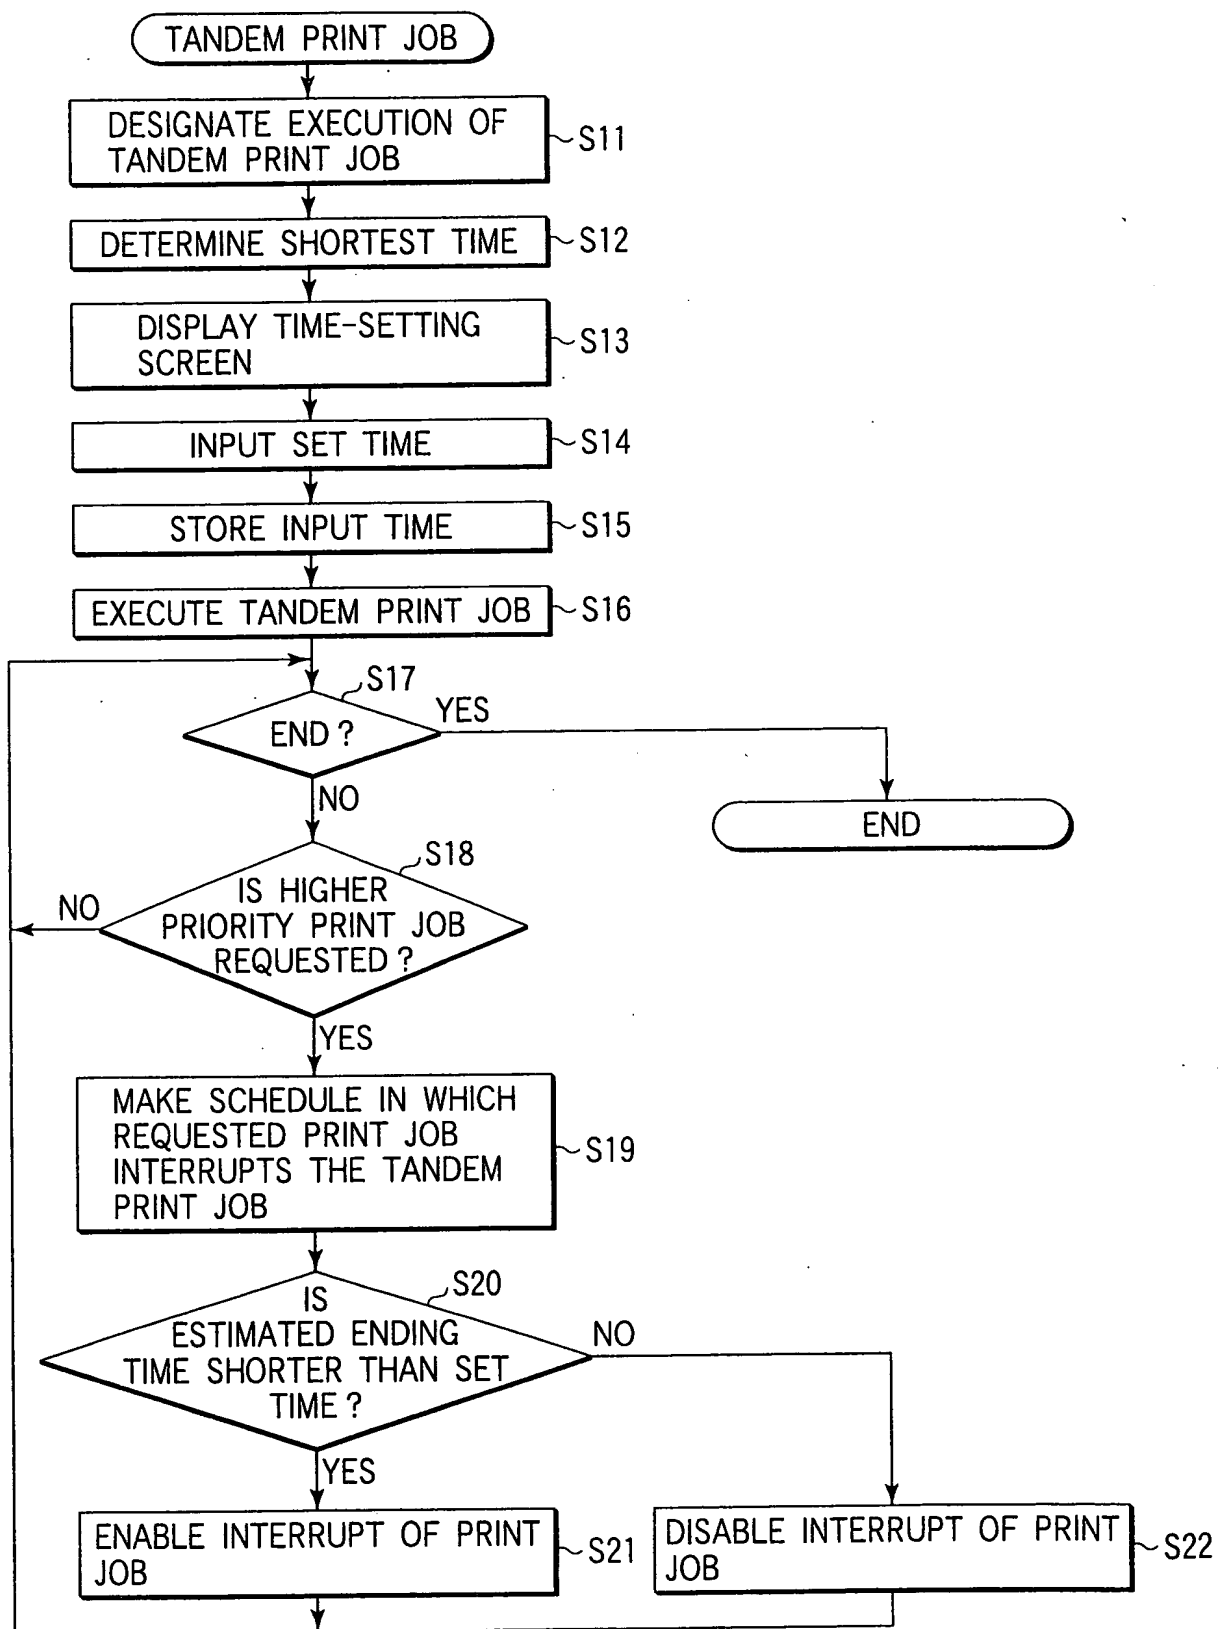 TANDEM PRINT JOB
DESIGNATE EXECUTION OF
TANDEM PRINT JOB
S11
DETERMINE SHORTEST TIME
S12
DISPLAY TIME-SETTING
SCREEN
S13
INPUT SET TIME
S14
STORE INPUT TIME
S15
EXECUTE TANDEM PRINT JOB
S16
S17
END?
YES
NO
END
S18
IS HIGHER
PRIORITY PRINT JOB
REQUESTED?
NO
YES
MAKE SCHEDULE IN WHICH
REQUESTED PRINT JOB
INTERRUPTS THE TANDEM
PRINT JOB
S19
S20
IS
ESTIMATED ENDING
TIME SHORTER THAN SET
TIME?
NO
YES
ENABLE INTERRUPT OF PRINT
JOB
S21
DISABLE INTERRUPT OF PRINT
JOB
S22